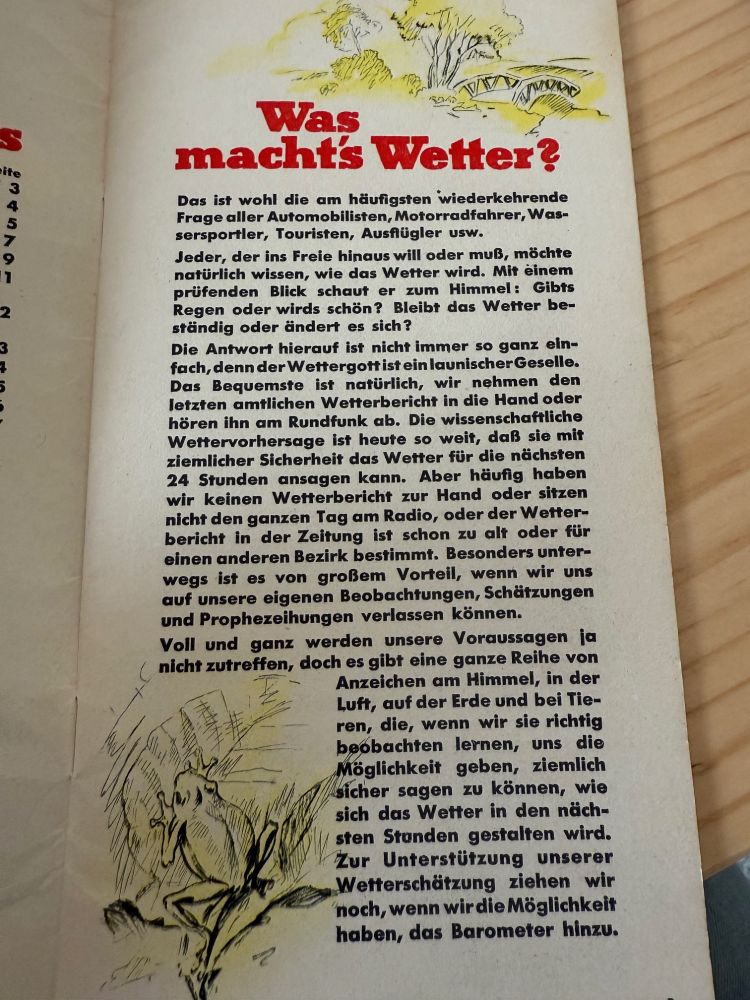 s
eite
3
4
5
7
9
11
2
3
4
5
6
7
Was
macht's Wetter?
Das ist wohl die am häufigsten wiederkehrende
Frage aller Automobilisten, Motorradfahrer, Was-
sersportler, Touristen, Ausflügler usw.
Jeder, der ins Freie hinaus will oder muß, möchte
natürlich wissen, wie das Wetter wird. Mit einem
prüfenden Blick schaut er zum Himmel: Gibts
Regen oder wirds schön? Bleibt das Wetter be-
ständig oder ändert es sich?
Die Antwort hierauf ist nicht immer so ganz ein-
fach, denn der Wettergott ist ein launischer Geselle.
Das Bequemste ist natürlich, wir nehmen den
letzten amtlichen Wetterbericht in die Hand oder
hören ihn am Rundfunk ab. Die wissenschaftliche
Wettervorhersage ist heute so weit, daß sie mit
ziemlicher Sicherheit das Wetter für die nächsten
24 Stunden ansagen kann. Aber häufig haben
wir keinen Wetterbericht zur Hand oder sitzen
nicht den ganzen Tag am Radio, oder der Wetter-
bericht in der Zeitung ist schon zu alt oder für
einen anderen Bezirk bestimmt. Besonders unter-
wegs ist es von großem Vorteil, wenn wir uns
auf unsere eigenen Beobachtungen, Schätzungen
und Prophezeihungen verlassen können.
Voll und ganz werden unsere Voraussagen ja
nicht zutreffen, doch es gibt eine ganze Reihe von
Anzeichen am Himmel, in der
Luft, auf der Erde und bei Tie-
ren, die, wenn wir sie richtig
beobachten lernen, uns die
Möglichkeit geben, ziemlich
sicher sagen zu können, wie
sich das Wetter in den näch-
sten Stunden gestalten wird.
Zur Unterstützung unserer
Wetterschätzung ziehen wir
noch, wenn wir die Möglichkeit
haben, das Barometer hinzu.